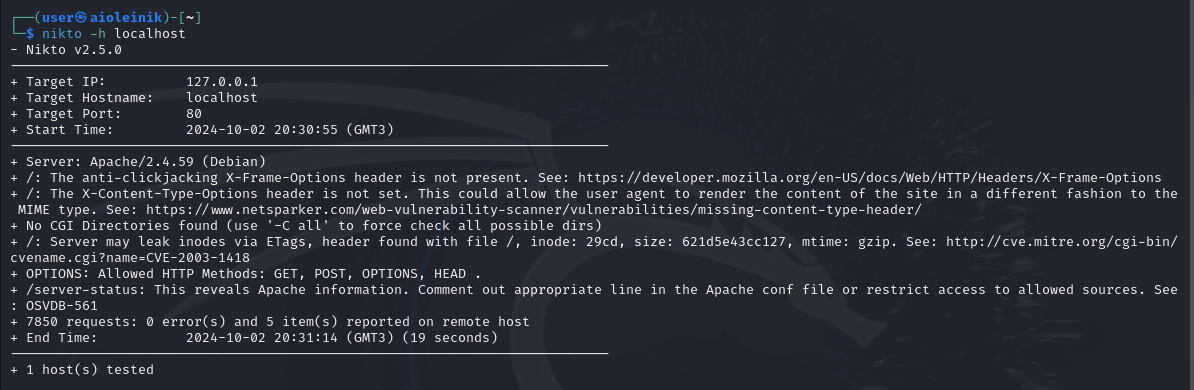 ┌──(user㉿aioleinik)-[~]
└─$ nikto -h localhost
- Nikto v2.5.0
---------------------------------------------------------------------------
+ Target IP:          127.0.0.1
+ Target Hostname:    localhost
+ Target Port:        80
+ Start Time:         2024-10-02 20:30:55 (GMT3)
---------------------------------------------------------------------------
+ Server: Apache/2.4.59 (Debian)
+ /: The anti-clickjacking X-Frame-Options header is not present. See: https://developer.mozilla.org/en-US/docs/Web/HTTP/Headers/X-Frame-Options
+ /: The X-Content-Type-Options header is not set. This could allow the user agent to render the content of the site in a different fashion to the
 MIME type. See: https://www.netsparker.com/web-vulnerability-scanner/vulnerabilities/missing-content-type-header/
+ No CGI Directories found (use '-C all' to force check all possible dirs)
+ /: Server may leak inodes via ETags, header found with file /, inode: 29cd, size: 621d5e43cc127, mtime: gzip. See: http://cve.mitre.org/cgi-bin/
cvename.cgi?name=CVE-2003-1418
+ OPTIONS: Allowed HTTP Methods: GET, POST, OPTIONS, HEAD .
+ /server-status: This reveals Apache information. Comment out appropriate line in the Apache conf file or restrict access to allowed sources. See
: OSVDB-561
+ 7850 requests: 0 error(s) and 5 item(s) reported on remote host
+ End Time:           2024-10-02 20:31:14 (GMT3) (19 seconds)
---------------------------------------------------------------------------
+ 1 host(s) tested